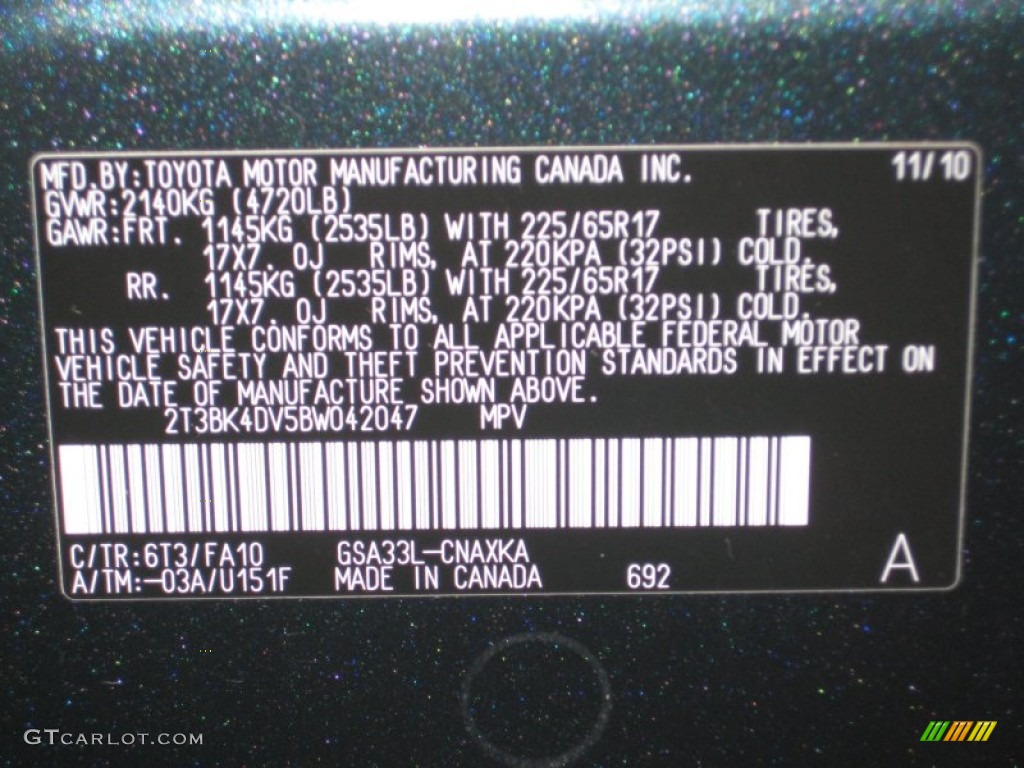 MFD.BY:TOYOTA MOTOR MANUFACTURING CANADA INC. 11/10
GVWR:2140KG (4720LB)
GAWR:FRT. 1145KG (2535LB) WITH 225/65R17 TIRES,
17X7.0J RIMS, AT 220KPA (32PSI) COLD.
RR. 1145KG (2535LB) WITH 225/65R17 TIRES,
17X7.0J RIMS, AT 220KPA (32PSI) COLD.
THIS VEHICLE CONFORMS TO ALL APPLICABLE FEDERAL MOTOR
VEHICLE SAFETY AND THEFT PREVENTION STANDARDS IN EFFECT ON
THE DATE OF MANUFACTURE SHOWN ABOVE.
2T3BK4DV5BW042047 MPV
C/TR:6T3/FA10 GSA33L-CNAXKA
A/TM:-03A/U151F MADE IN CANADA 692 A
GTCARLOT.COM